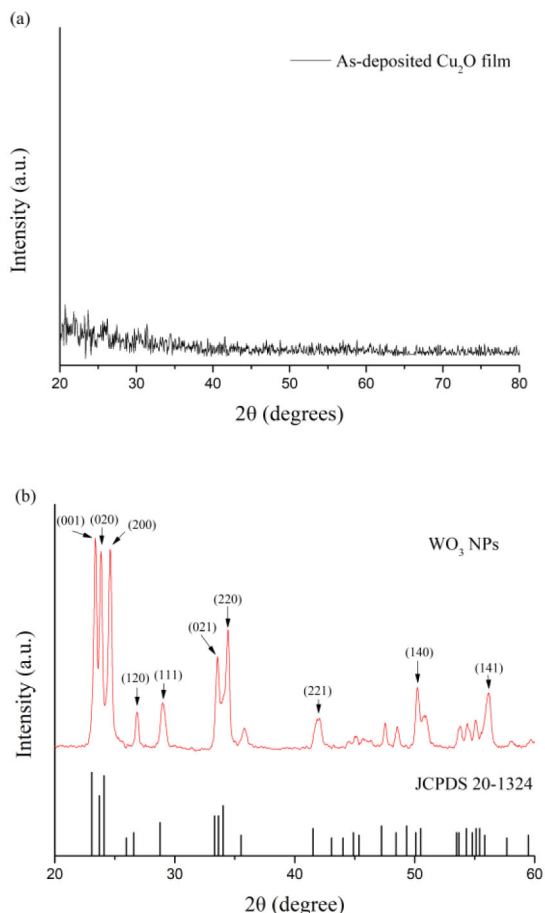 (a)
As-deposited Cu₂O film
Intensity (a.u.)
20 30 40 50 60 70 80
2θ (degrees)
(b)
(001) (020) (200)
WO₃ NPs
(220)
(021)
(120) (111)
(140)
(141)
(221)
Intensity (a.u.)
JCPDS 20-1324
20 30 40 50 60
2θ (degree)